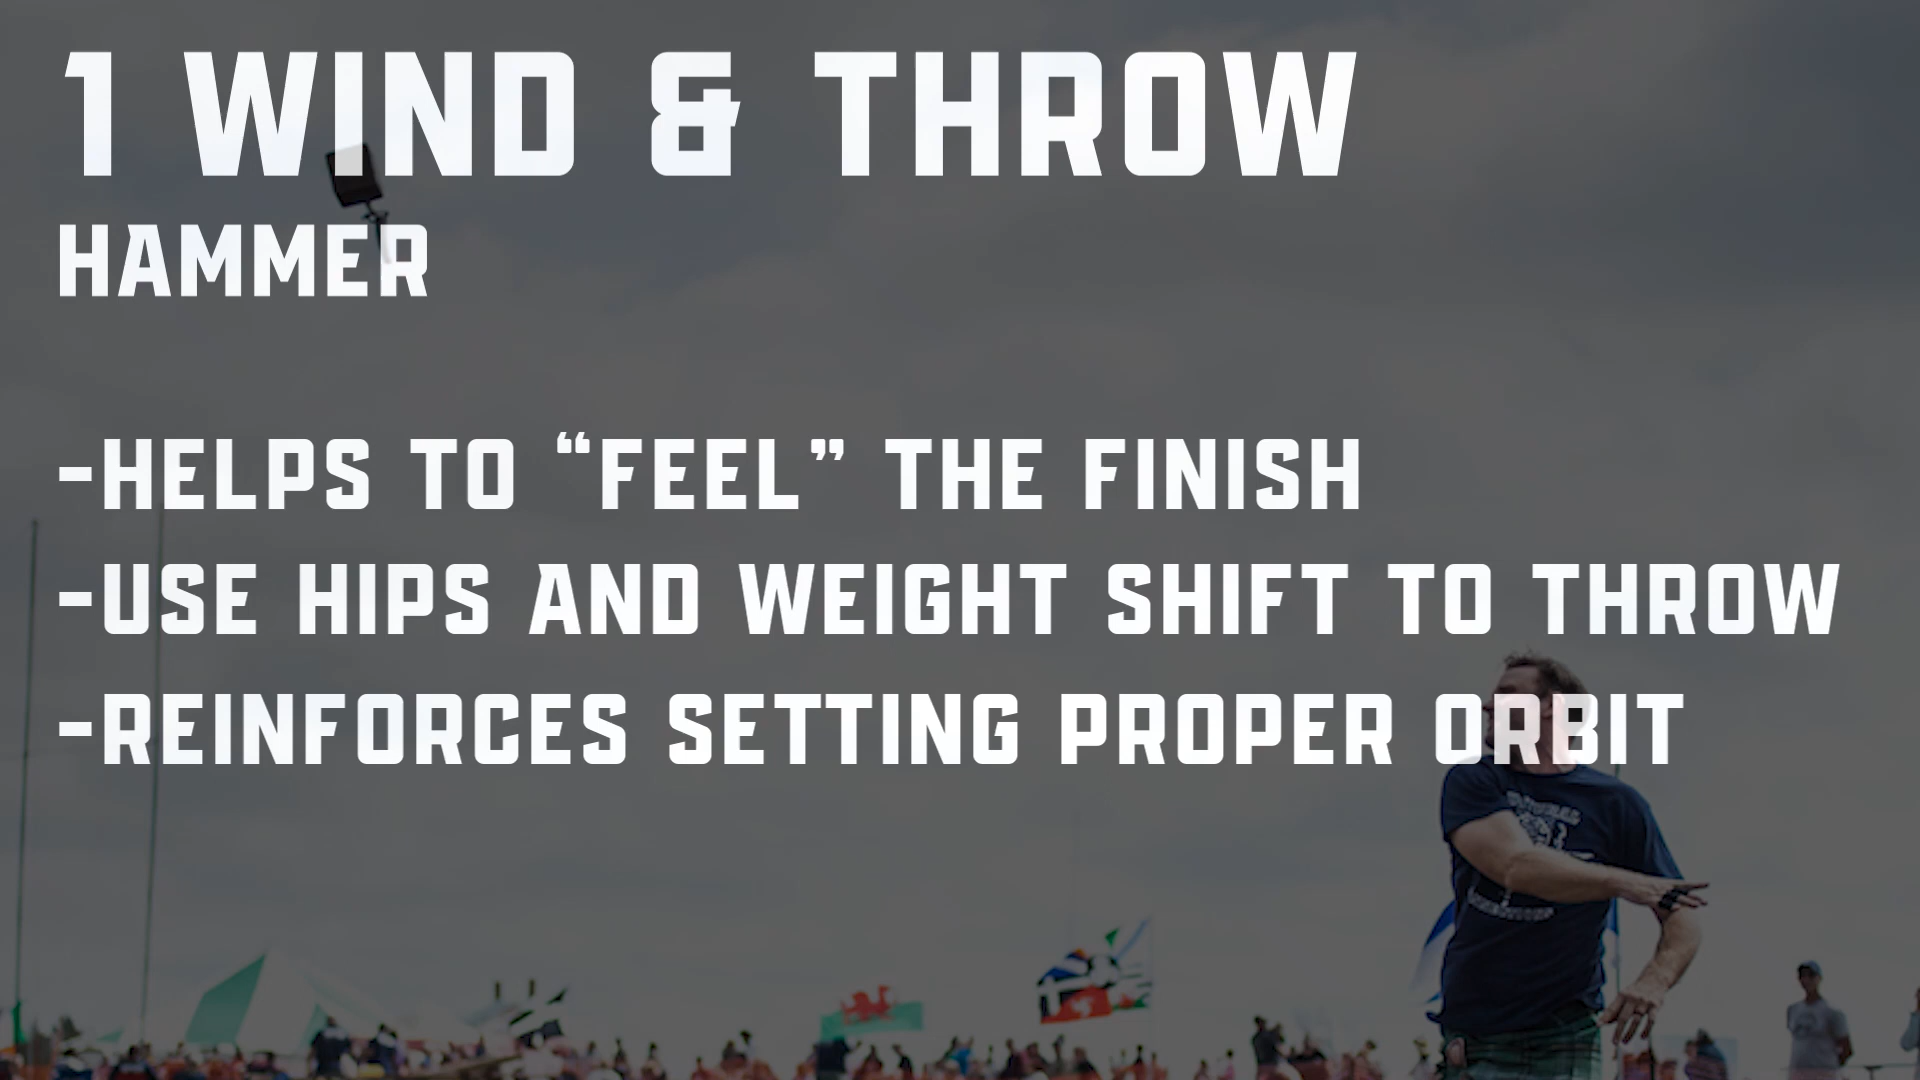 1 WIND & THROW
HAMMER
-HELPS TO “FEEL” THE FINISH
-USE HIPS AND WEIGHT SHIFT TO THROW
-REINFORCES SETTING PROPER ORBIT